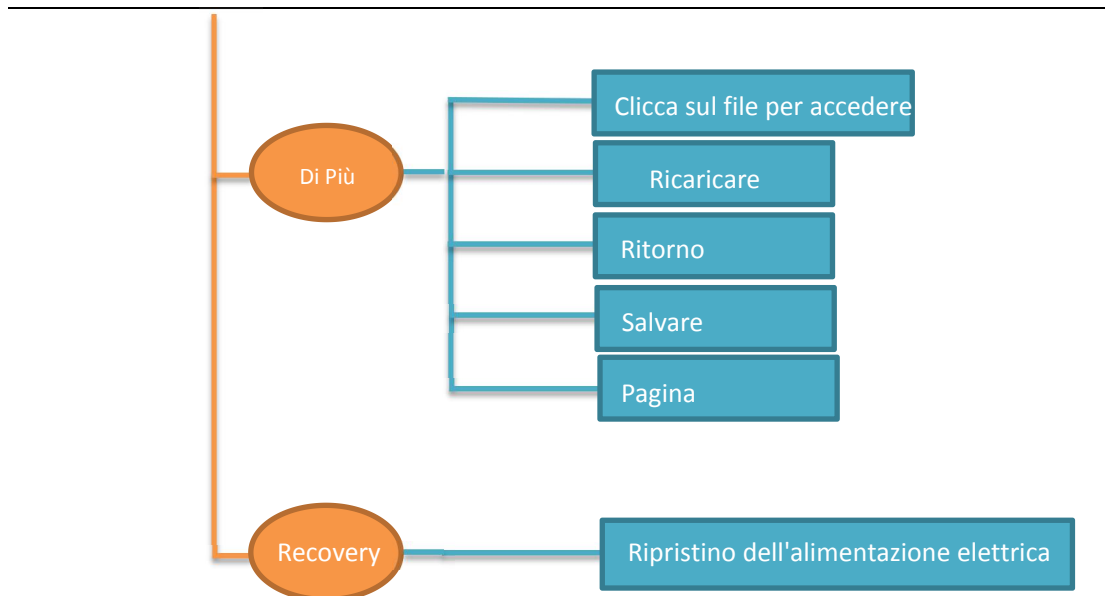 Clicca sul file per accedere
Di Più
Ricaricare
Ritorno
Salvare
Pagina
Recovery
Ripristino dell'alimentazione elettrica